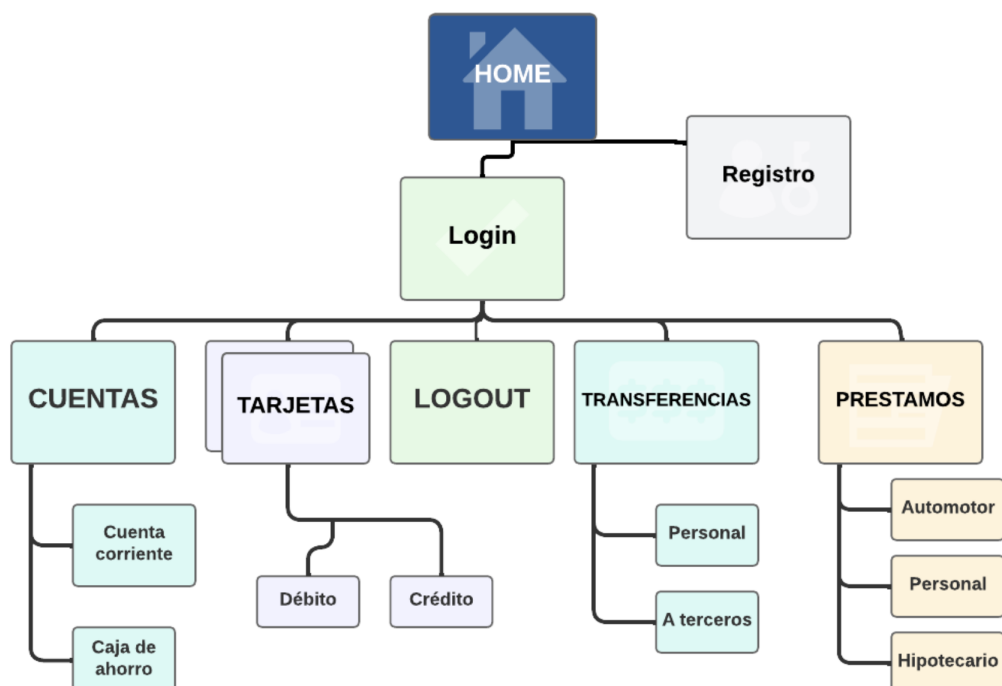 HOME
Registro
Login
CUENTAS
TARJETAS
LOGOUT
TRANSFERENCIAS
PRESTAMOS
Cuenta
corriente
Caja de
ahorro
Débito
Crédito
Personal
A terceros
Automotor
Personal
Hipotecario